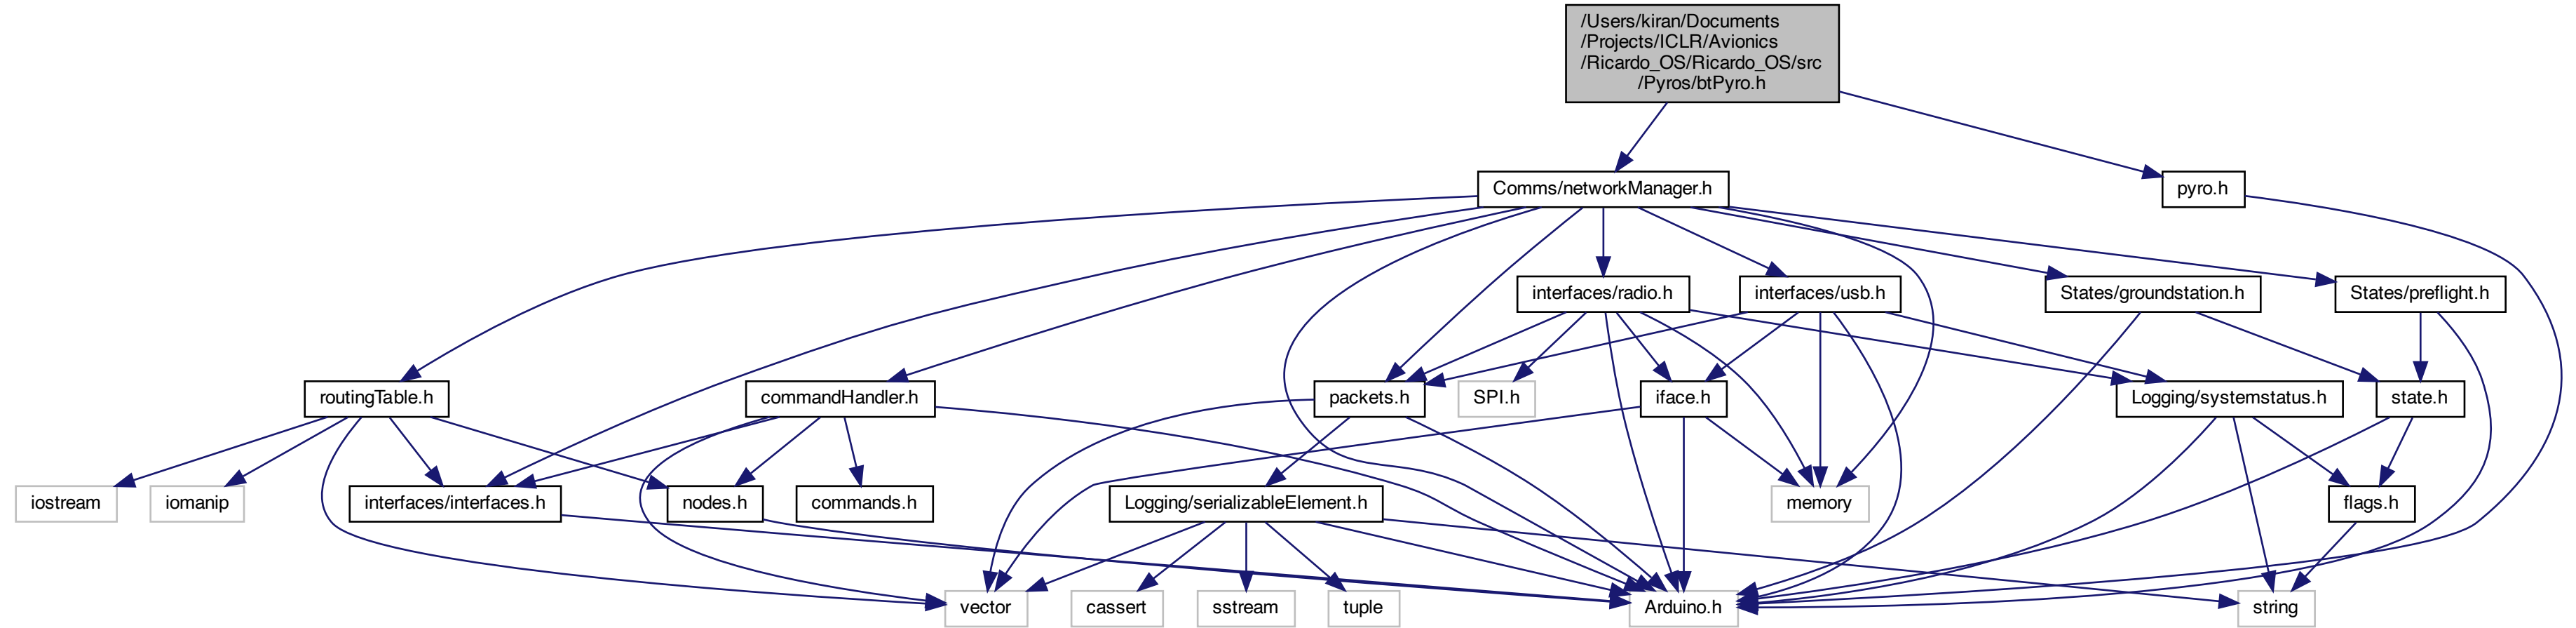 /Users/kiran/Documents
/Projects/ICLR/Avionics
/Ricardo_OS/Ricardo_OS/src
/Pyros/btPyro.h
Comms/networkManager.h
pyro.h
interfaces/radio.h
interfaces/usb.h
States/groundstation.h
States/preflight.h
routingTable.h
commandHandler.h
packets.h
SPI.h
iface.h
Logging/systemstatus.h
state.h
iostream
iomanip
interfaces/interfaces.h
nodes.h
commands.h
Logging/serializableElement.h
memory
flags.h
vector
cassert
sstream
tuple
Arduino.h
string